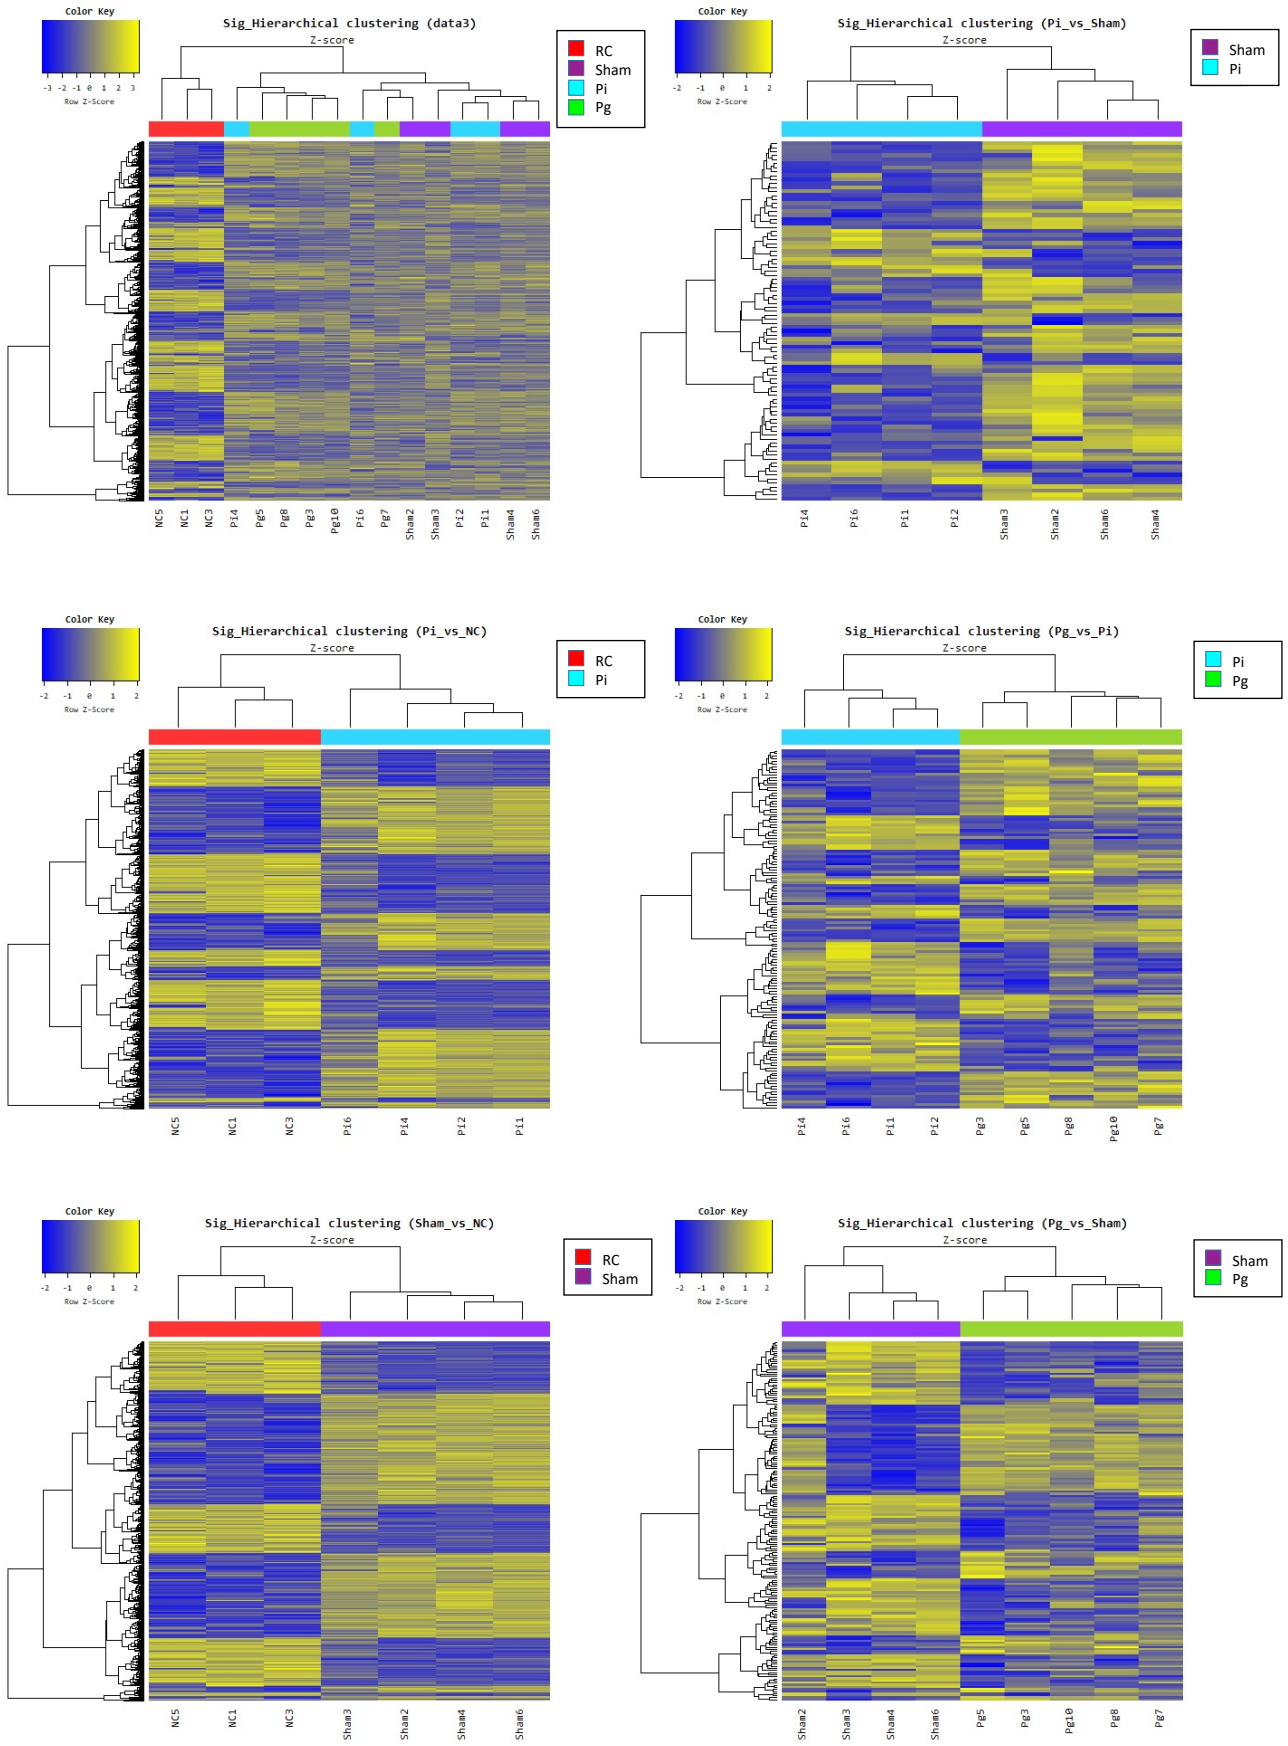 Color Key
-3 -2 -1 0 1 2 3
Row Z-Score
Sig_Hierarchical clustering (data3)
Z-score
RC
Sham
Pi
Pg
NC5 NC1 NC3 Pi4 Pg5 Pg8 Pg3 Pg10 Pi6 Pg7 Sham2 Sham3 Pi2 Pi1 Sham4 Sham6
Color Key
-2 -1 0 1 2
Row Z-Score
Sig_Hierarchical clustering (Pi_vs_Sham)
Z-score
Sham
Pi
Pi4 Pi6 Pi1 Pi2 Sham3 Sham2 Sham6 Sham4
Color Key
-2 -1 0 1 2
Row Z-Score
Sig_Hierarchical clustering (Pi_vs_NC)
Z-score
RC
Pi
NC5 NC1 NC3 Pi6 Pi4 Pi2 Pi1
Color Key
-2 -1 0 1 2
Row Z-Score
Sig_Hierarchical clustering (Pg_vs_Pi)
Z-score
Pi
Pg
Pi4 Pi6 Pi1 Pi2 Pg3 Pg5 Pg8 Pg10 Pg7
Color Key
-2 -1 0 1 2
Row Z-Score
Sig_Hierarchical clustering (Sham_vs_NC)
Z-score
RC
Sham
NC5 NC1 NC3 Sham3 Sham2 Sham4 Sham6
Color Key
-2 -1 0 1 2
Row Z-Score
Sig_Hierarchical clustering (Pg_vs_Sham)
Z-score
Sham
Pg
Sham2 Sham3 Sham4 Sham6 Pg5 Pg3 Pg10 Pg8 Pg7